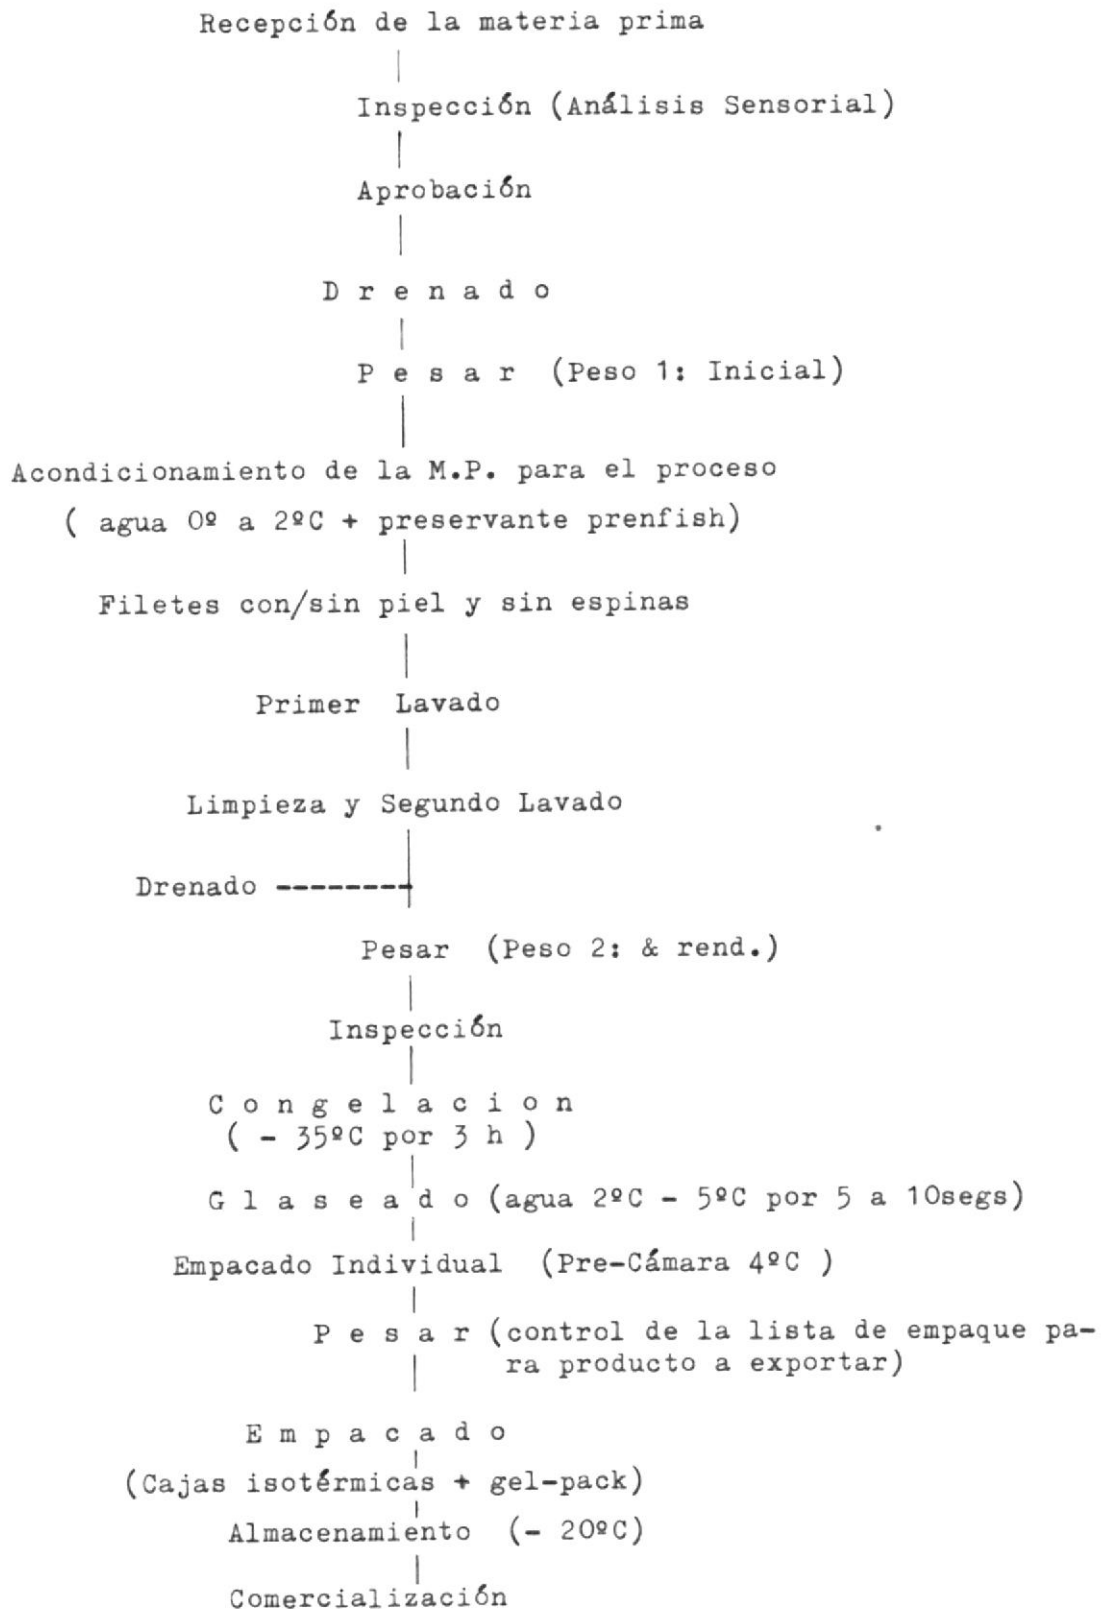 Recepción de la materia prima
Inspección (Análisis Sensorial)
Aprobación
D r e n a d o
P e s a r (Peso 1: Inicial)
Acondicionamiento de la M.P. para el proceso
( agua 0º a 2ºC + preservante prenfish)
Filetes con/sin piel y sin espinas
Primer Lavado
Limpieza y Segundo Lavado
Drenado ---------
Pesar (Peso 2: & rend.)
Inspección
C o n g e l a c i o n
( - 35ºC por 3 h )
G l a s e a d o (agua 2ºC - 5ºC por 5 a 10segs)
Empacado Individual (Pre-Cámara 4ºC )
P e s a r (control de la lista de empaque pa-
ra producto a exportar)
E m p a c a d o
(Cajas isotérmicas + gel-pack)
Almacenamiento (- 20ºC)
Comercialización